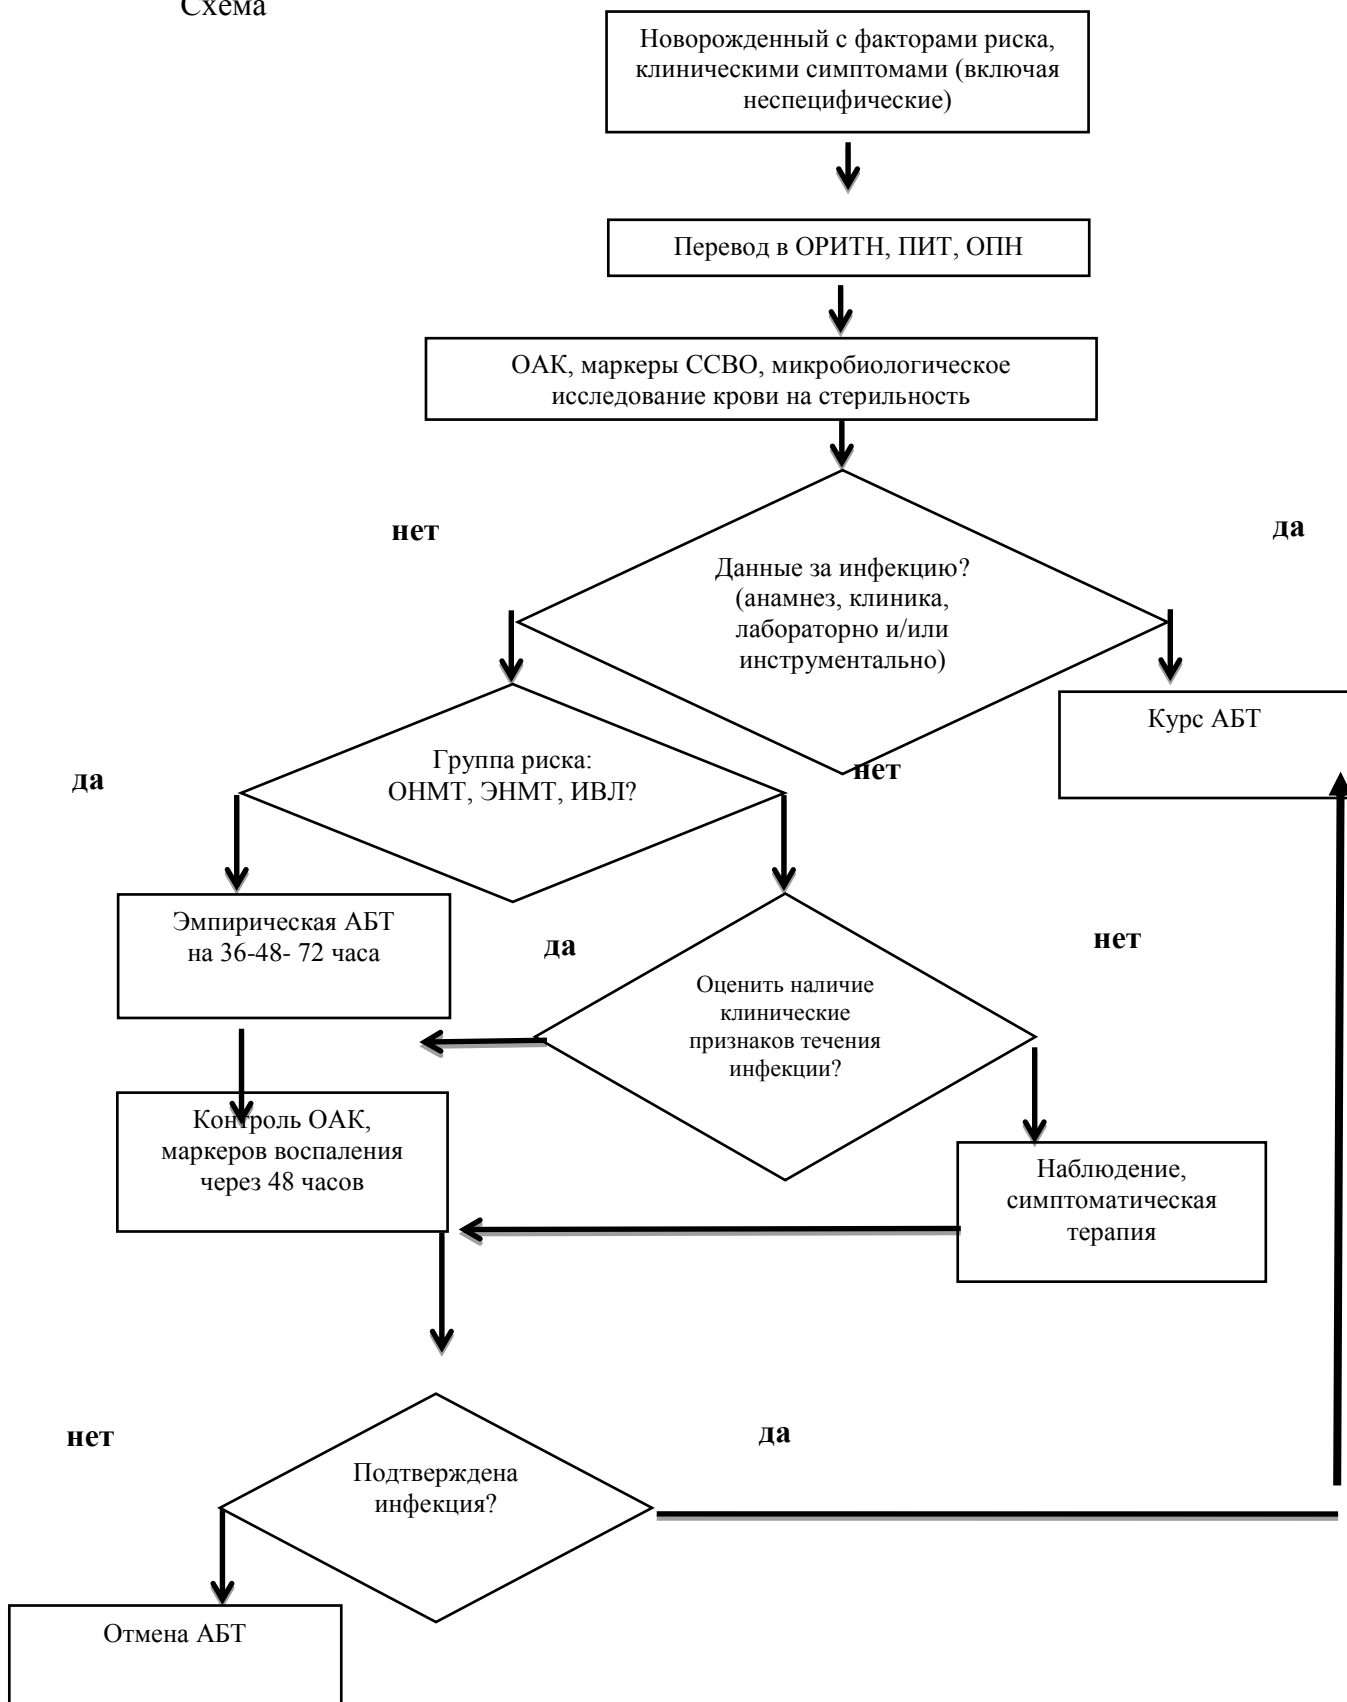 Схема
Новорожденный с факторами риска,
клиническими симптомами (включая
неспецифические)
Перевод в ОРИТН, ПИТ, ОПН
ОАК, маркеры ССВО, микробиологическое
исследование крови на стерильность
нет
да
Данные за инфекцию?
(анамнез, клиника,
лабораторно и/или
инструментально)
Курс АБТ
да
Группа риска:
ОНМТ, ЭНМТ, ИВЛ?
нет
Эмпирическая АБТ
на 36-48- 72 часа
да
нет
Оценить наличие
клинические
признаков течения
инфекции?
Контроль ОАК,
маркеров воспаления
через 48 часов
Наблюдение,
симптоматическая
терапия
нет
да
Подтверждена
инфекция?
Отмена АБТ